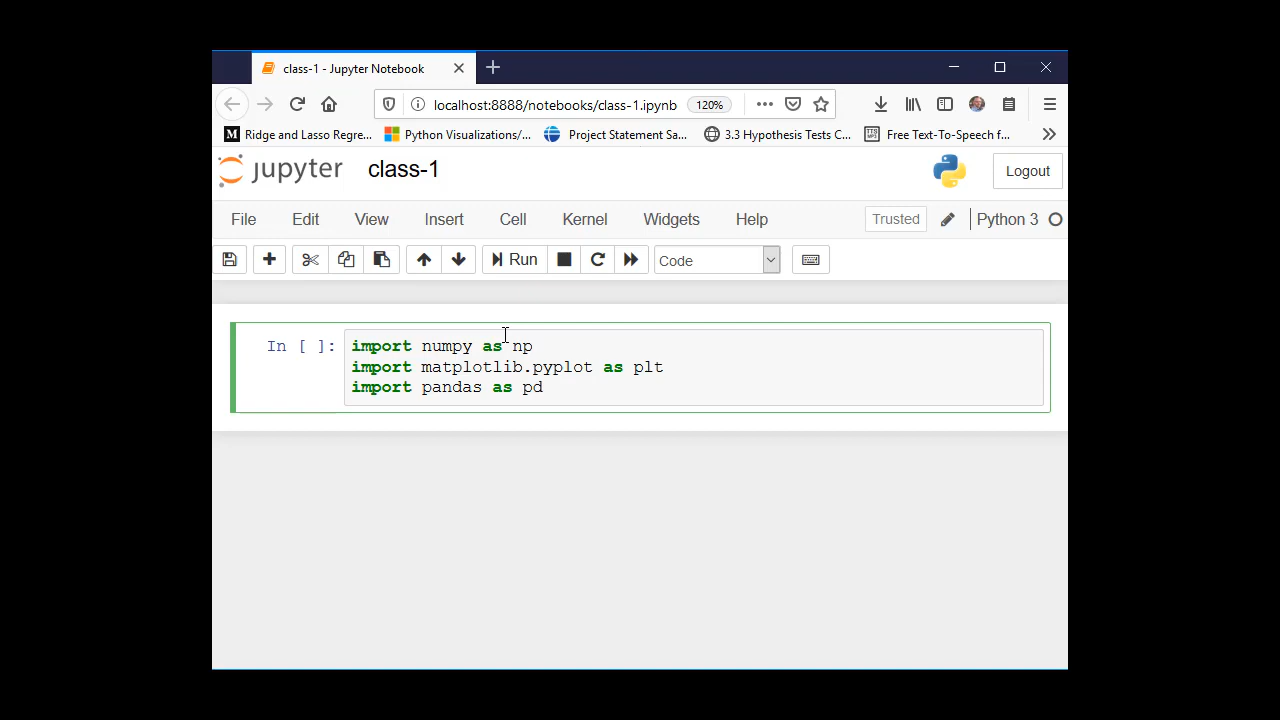 class-1 - Jupyter Notebook
localhost:8888/notebooks/class-1.ipynb 120%
M Ridge and Lasso Regre... Python Visualizations/... Project Statement Sa... 3.3 Hypothesis Tests C... TTS MP3 Free Text-To-Speech f...
jupyter class-1 Logout
File Edit View Insert Cell Kernel Widgets Help Trusted Python 3
Run Code
In [ ]: import numpy as np
import matplotlib.pyplot as plt
import pandas as pd